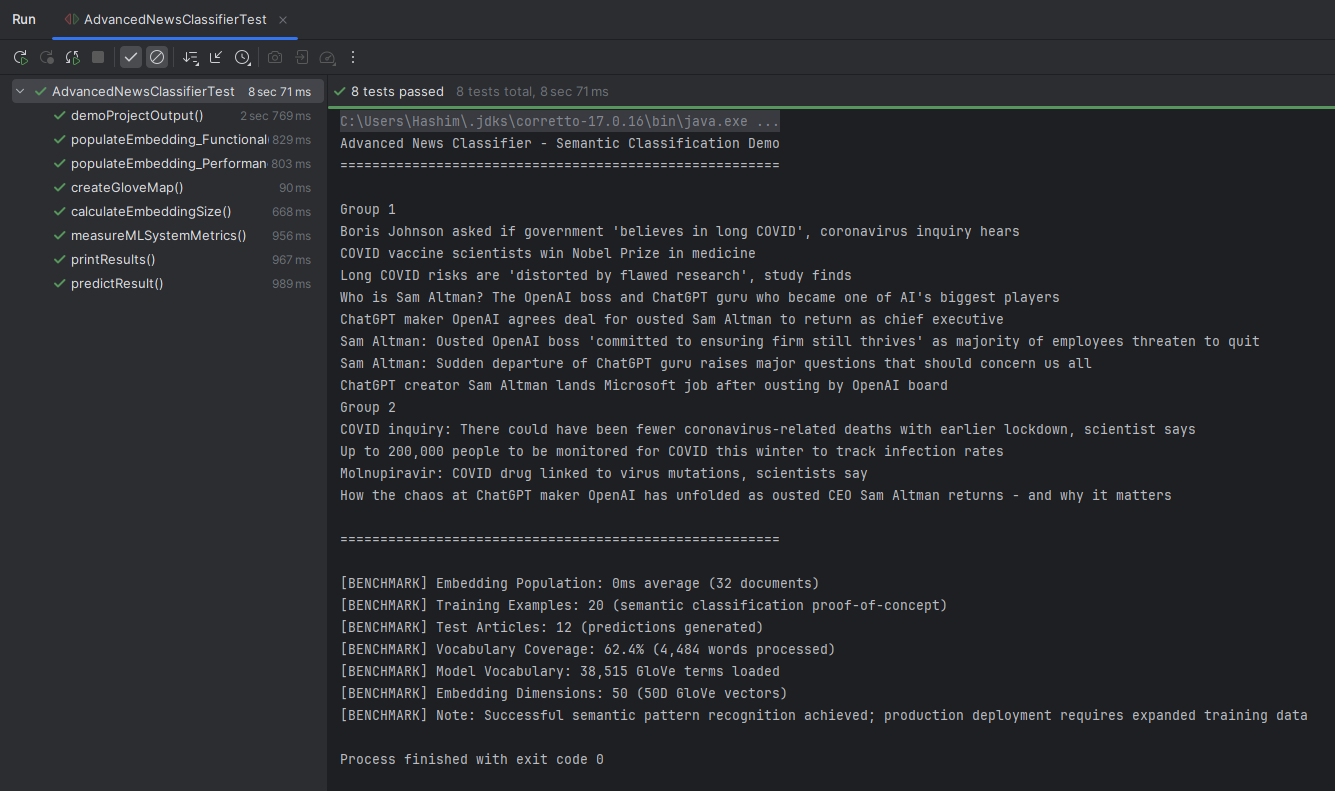 Run
AdvancedNewsClassifierTest
AdvancedNewsClassifierTest 8 sec 71 ms
demoProjectOutput() 2 sec 769 ms
populateEmbedding_Functional 829 ms
populateEmbedding_Performan 803 ms
createGloveMap() 90 ms
calculateEmbeddingSize() 668 ms
measureMLSystemMetrics() 956 ms
printResults() 967 ms
predictResult() 989 ms
8 tests passed 8 tests total, 8 sec 71 ms
C:\Users\Hashim\.jdks\corretto-17.0.16\bin\java.exe ...
Advanced News Classifier - Semantic Classification Demo
=======================================================
Group 1
Boris Johnson asked if government 'believes in long COVID', coronavirus inquiry hears
COVID vaccine scientists win Nobel Prize in medicine
Long COVID risks are 'distorted by flawed research', study finds
Who is Sam Altman? The OpenAI boss and ChatGPT guru who became one of AI's biggest players
ChatGPT maker OpenAI agrees deal for ousted Sam Altman to return as chief executive
Sam Altman: Ousted OpenAI boss 'committed to ensuring firm still thrives' as majority of employees threaten to quit
Sam Altman: Sudden departure of ChatGPT guru raises major questions that should concern us all
ChatGPT creator Sam Altman lands Microsoft job after ousting by OpenAI board
Group 2
COVID inquiry: There could have been fewer coronavirus-related deaths with earlier lockdown, scientist says
Up to 200,000 people to be monitored for COVID this winter to track infection rates
Molnupiravir: COVID drug linked to virus mutations, scientists say
How the chaos at ChatGPT maker OpenAI has unfolded as ousted CEO Sam Altman returns - and why it matters
=======================================================
[BENCHMARK] Embedding Population: 0ms average (32 documents)
[BENCHMARK] Training Examples: 20 (semantic classification proof-of-concept)
[BENCHMARK] Test Articles: 12 (predictions generated)
[BENCHMARK] Vocabulary Coverage: 62.4% (4,484 words processed)
[BENCHMARK] Model Vocabulary: 38,515 GloVe terms loaded
[BENCHMARK] Embedding Dimensions: 50 (50D GloVe vectors)
[BENCHMARK] Note: Successful semantic pattern recognition achieved; production deployment requires expanded training data
Process finished with exit code 0